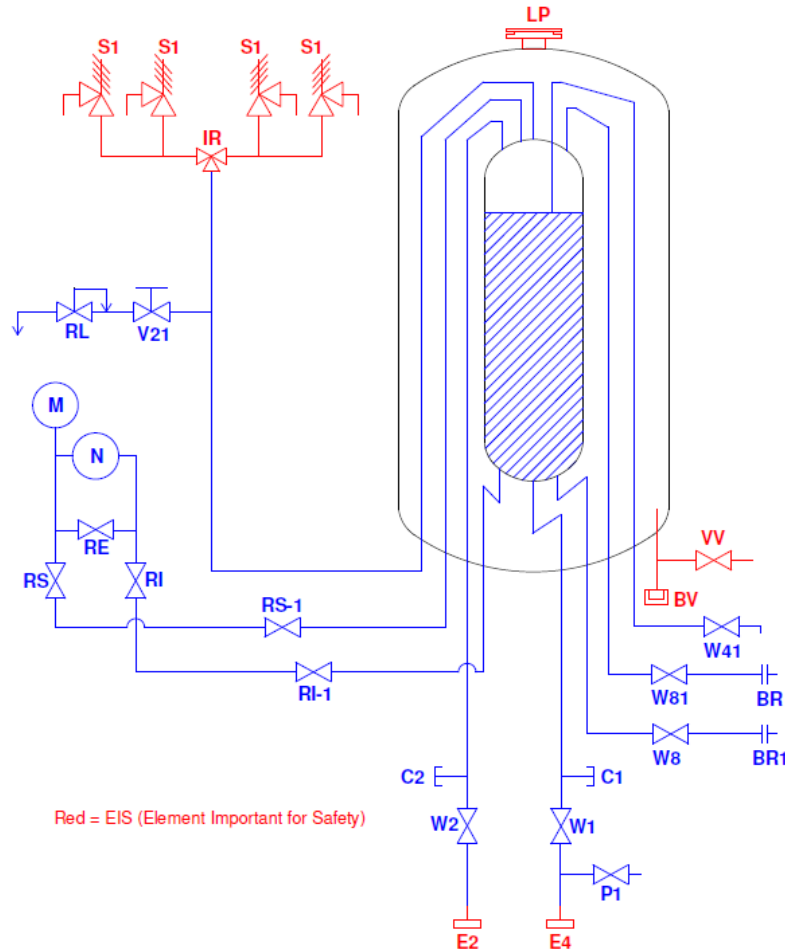 LP
S1 S1 S1 S1
IR
RL V21
M
N
RE
RS RI
VV
BV
RS-1
W41
RI-1
W81 BR
W8 BR1
C2 C1
Red = EIS (Element Important for Safety)
W2 W1
P1
E2 E4